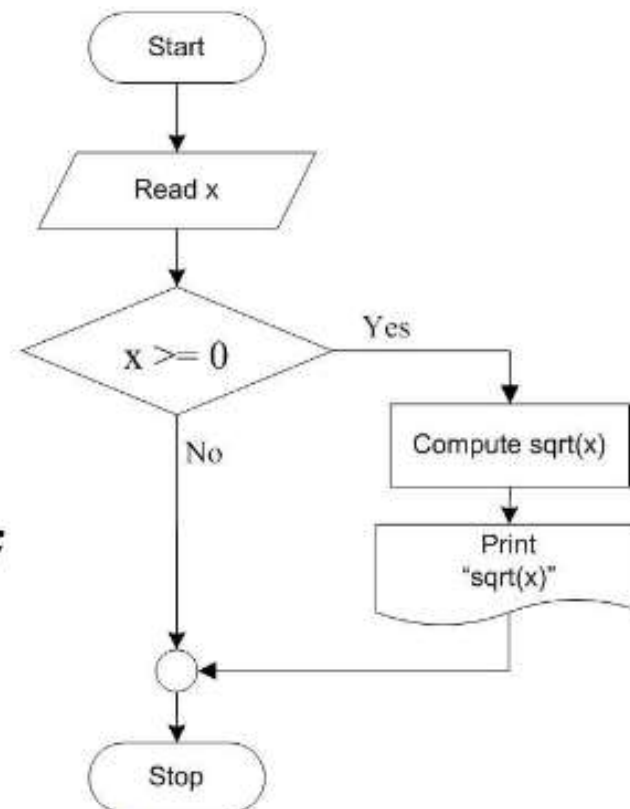 Start
Read x
x >= 0
Yes
No
Compute sqrt(x)
Print
“sqrt(x)”
;
Stop